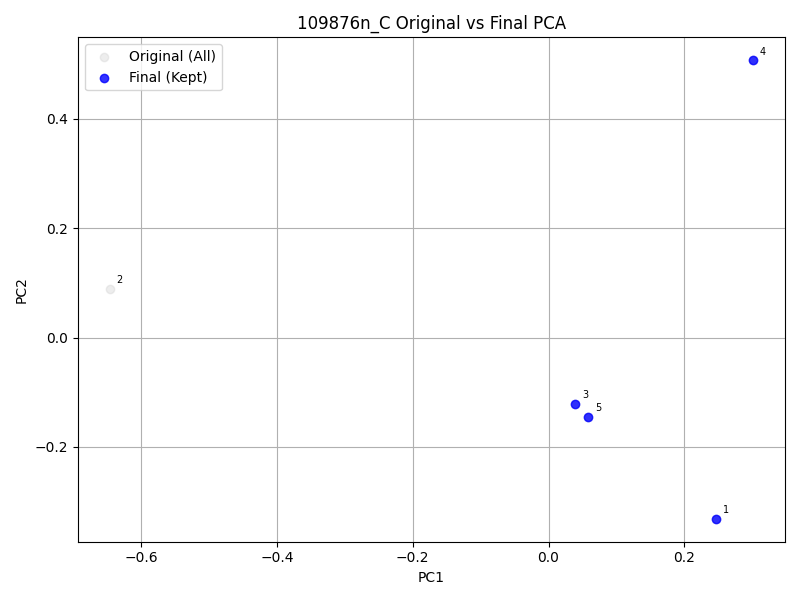 109876n_C Original vs Final PCA
Original (All)
Final (Kept)
4
2
3
5
1
0.4
0.2
0.0
−0.2
−0.6
−0.4
−0.2
0.0
0.2
PC1
PC2